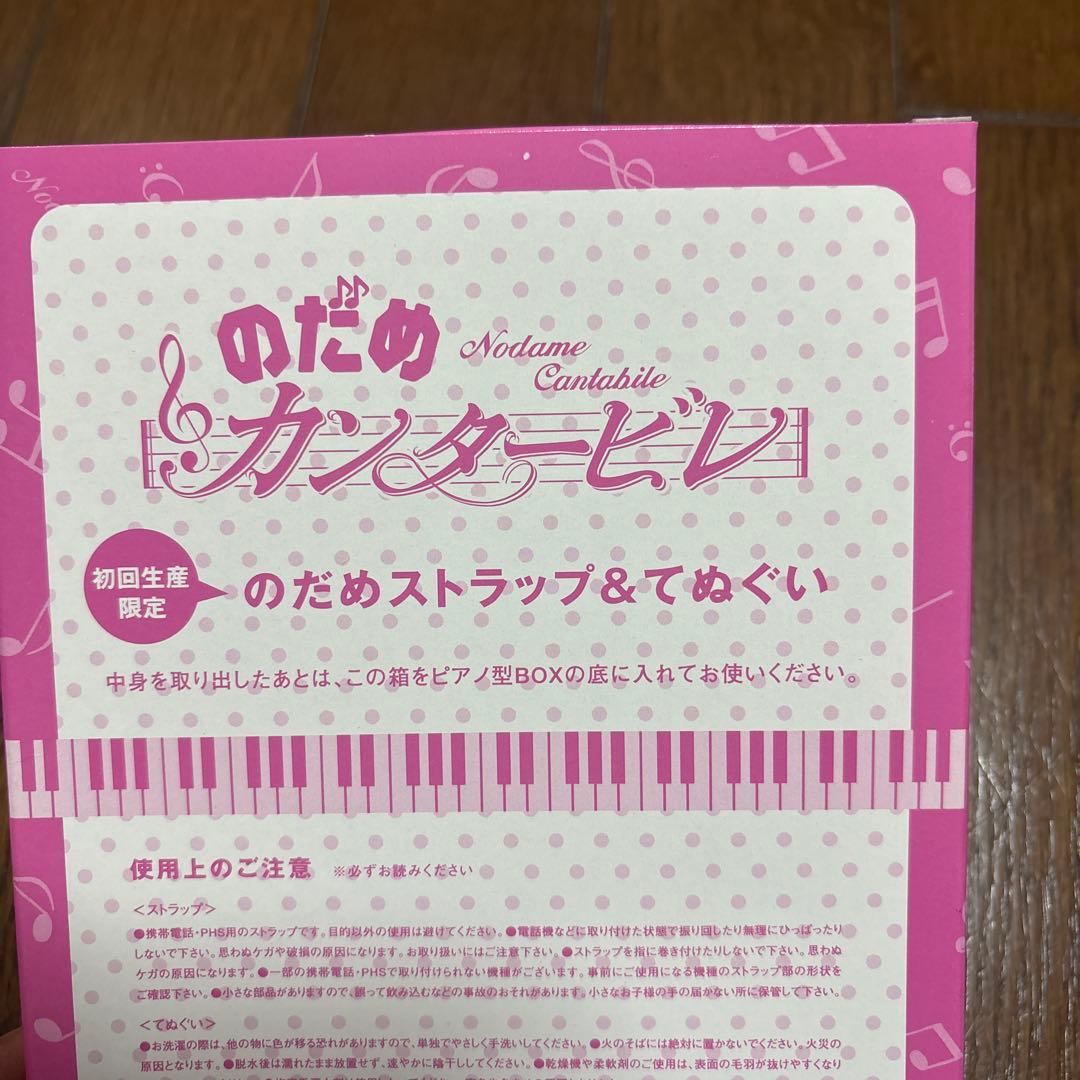 のだめ
Nodame
Cantabile
カンタービレ
初回生産
限定
のだめストラップ&てぬぐい
中身を取り出したあとは、この箱をピアノ型BOXの底に入れてお使いください。
使用上のご注意 ※必ずお読みください
<ストラップ>
●携帯電話・PHS用のストラップです。目的以外の使用は避けてください。●電話機などに取り付けた状態で振り回したり無理にひっぱったり
しないで下さい。思わぬケガや破損の原因になります。お取り扱いにはご注意下さい。●ストラップを指に巻き付けたりしないで下さい。思わぬ
ケガの原因になります。●一部の携帯電話・PHSで取り付けられない機種がございます。事前にご使用になる機種のストラップ部の形状を
ご確認下さい。●小さな部品がありますので、誤って飲み込むなどの事故のおそれがあります。小さなお子様の手の届かない所に保管して下さい。
<てぬぐい>
●お洗濯の際は、他の物に色が移る恐れがありますので、単独でやさしく手洗いしてください。●火のそばには絶対に置かないでください。火災の
原因となります。●脱水後は濡れたまま放置せず、速やかに陰干ししてください。●乾燥機や柔軟剤のご使用は、表面の毛羽が抜けやすくなり